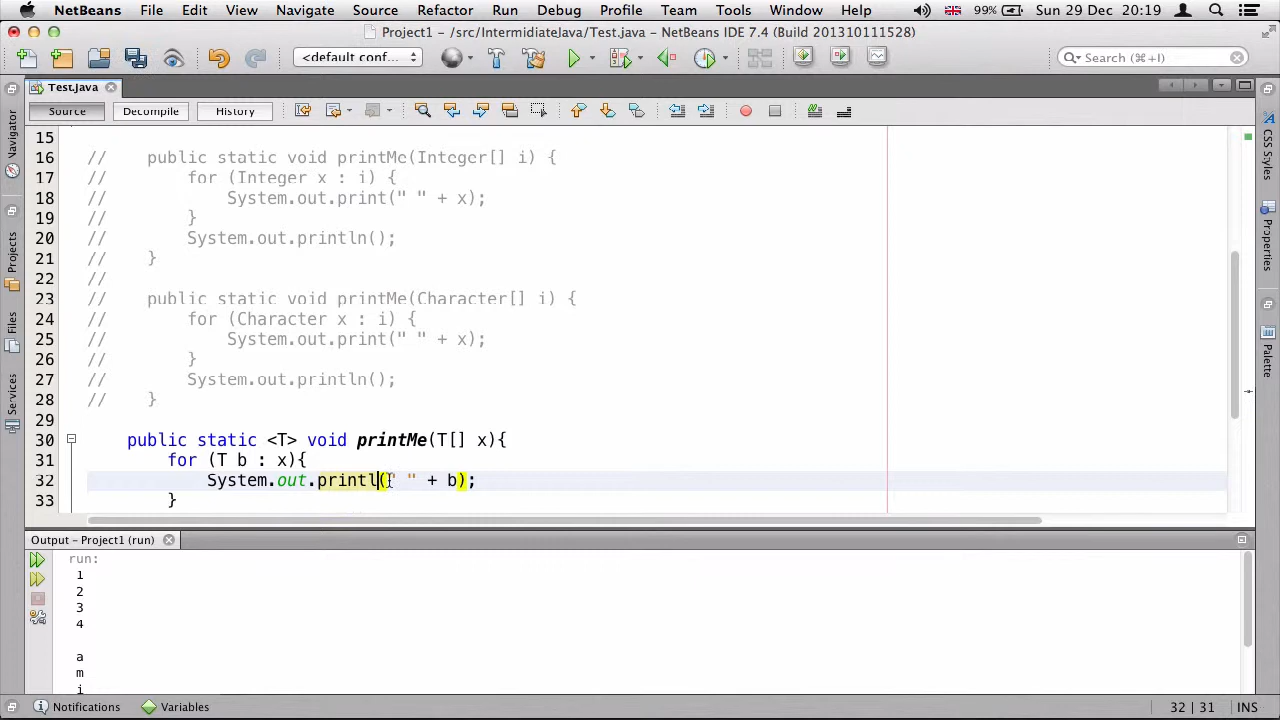 NetBeans File Edit View Navigate Source Refactor Run Debug Profile Team Tools Window Help 99% Sun 29 Dec 20:19
Project1 - /src/IntermidiateJava/Test.java - NetBeans IDE 7.4 (Build 201310111528)
<default conf... Search (⌘+I)
Test.java
Source Decompile History
15
16 // public static void printMe(Integer[] i) {
17 // for (Integer x : i) {
18 // System.out.print(" " + x);
19 // }
20 // System.out.println();
21 // }
22 //
23 // public static void printMe(Character[] i) {
24 // for (Character x : i) {
25 // System.out.print(" " + x);
26 // }
27 // System.out.println();
28 // }
29
30 public static <T> void printMe(T[] x){
31 for (T b : x){
32 System.out.printl(" " + b);
33 }
Navigator
Projects
Files
Services
CSS Styles
Properties
Palette
Output - Project1 (run)
run:
1
2
3
4
a
m
i
Notifications Variables 32 | 31 INS